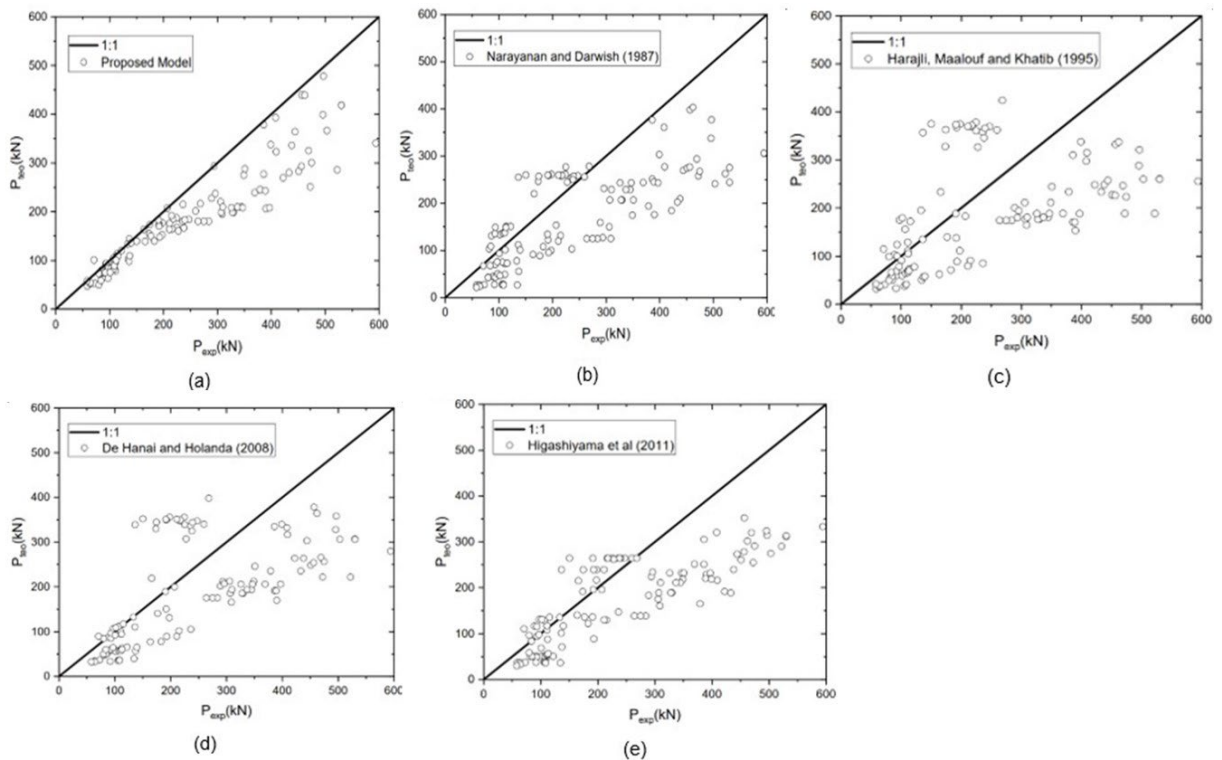 600
500
400
300
200
100
0
1:1
Proposed Model
P_teo(kN)
0 100 200 300 400 500 600
P_exp(kN)
(a)
600
500
400
300
200
100
0
1:1
Narayanan and Darwish (1987)
P_teo(kN)
0 100 200 300 400 500 600
P_exp(kN)
(b)
600
500
400
300
200
100
0
1:1
Harajli, Maalouf and Khatib (1995)
P_teo(kN)
0 100 200 300 400 500 600
P_exp(kN)
(c)
600
500
400
300
200
100
0
1:1
De Hanai and Holanda (2008)
P_teo(kN)
0 100 200 300 400 500 600
P_exp(kN)
(d)
600
500
400
300
200
100
0
1:1
Higashiyama et al (2011)
P_teo(kN)
0 100 200 300 400 500 600
P_exp(kN)
(e)